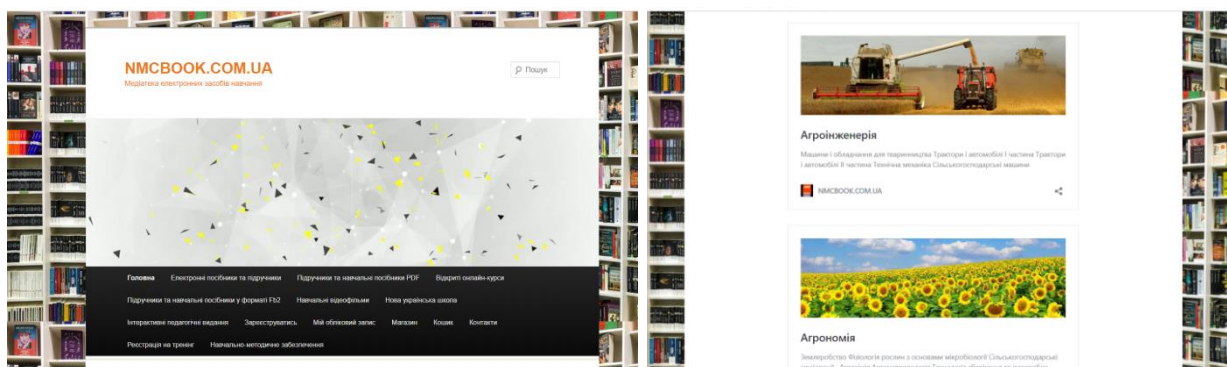 NMCBOOK.COM.UA
Медіатека електронних засобів навчання
Пошук
Головна Електронні посібники та підручники Підручники та навчальні посібники PDF Відкриті онлайн-курси
Підручники та навчальні посібники у форматі Fb2 Навчальні відеофільми Нова українська школа
Інтерактивні педагогічні видання Зареєструватись Мій обліковий запис Магазин Кошик Контакти
Реєстрація на тренінг Навчально-методичне забезпечення
Агроінженерія
Машини і обладнання для тваринництва Трактори і автомобілі І частина Трактори
і автомобілі ІІ частина Технічна механіка Сільськогосподарські машини
NMCBOOK.COM.UA
Агрономія
Землеробство Фізіологія рослин з основами мікробіології Сільськогосподарські